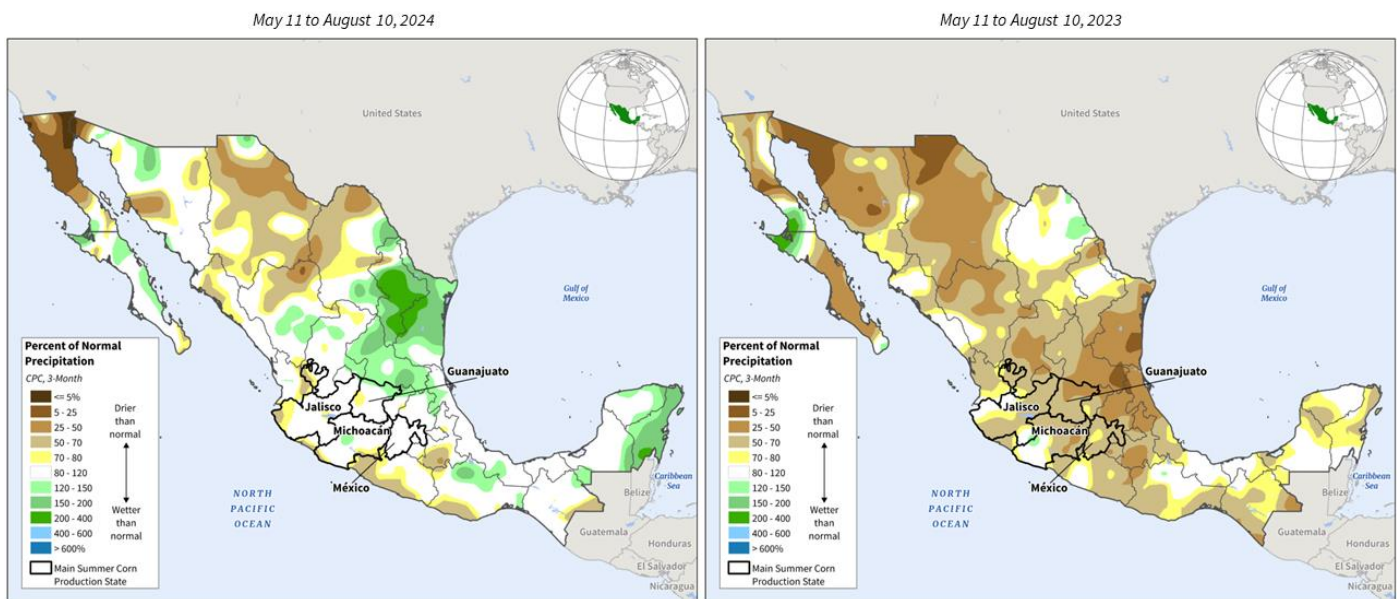 May 11 to August 10, 2024
United States
Gulf of
Mexico
Percent of Normal
Precipitation
CPC, 3-Month
<= 5%
5 - 25
25 - 50
50 - 70
70 - 80
80 - 120
120 - 150
150 - 200
200 - 400
400 - 600
> 600%
Drier
than
normal
Wetter
than
normal
Main Summer Corn
Production State
Guanajuato
Jalisco
Michoacán
México
NORTH
PACIFIC
OCEAN
Caribbean
Sea
Belize
Guatemala
Honduras
El Salvador
Nicaragua
May 11 to August 10, 2023
United States
Gulf of
Mexico
Percent of Normal
Precipitation
CPC, 3-Month
<= 5%
5 - 25
25 - 50
50 - 70
70 - 80
80 - 120
120 - 150
150 - 200
200 - 400
400 - 600
> 600%
Drier
than
normal
Wetter
than
normal
Main Summer Corn
Production State
Guanajuato
Jalisco
Michoacán
México
NORTH
PACIFIC
OCEAN
Caribbean
Sea
Belize
Guatemala
Honduras
El Salvador
Nicaragua